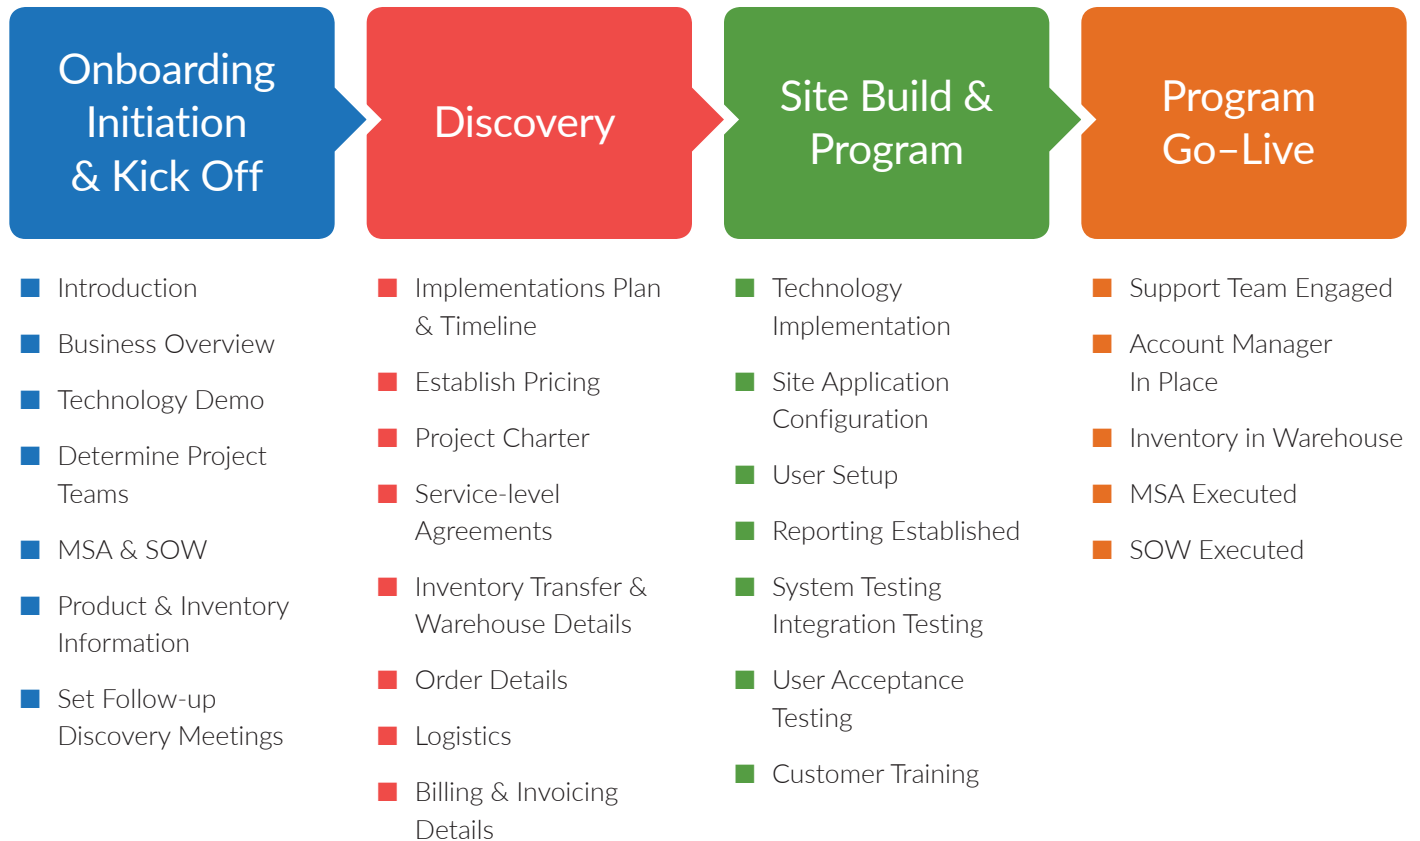 Onboarding
Initiation
& Kick Off
Discovery
Site Build &
Program
Program
Go–Live
Introduction
Business Overview
Technology Demo
Determine Project
Teams
MSA & SOW
Product & Inventory
Information
Set Follow-up
Discovery Meetings
Implementations Plan
& Timeline
Establish Pricing
Project Charter
Service-level
Agreements
Inventory Transfer &
Warehouse Details
Order Details
Logistics
Billing & Invoicing
Details
Technology
Implementation
Site Application
Configuration
User Setup
Reporting Established
System Testing
Integration Testing
User Acceptance
Testing
Customer Training
Support Team Engaged
Account Manager
In Place
Inventory in Warehouse
MSA Executed
SOW Executed